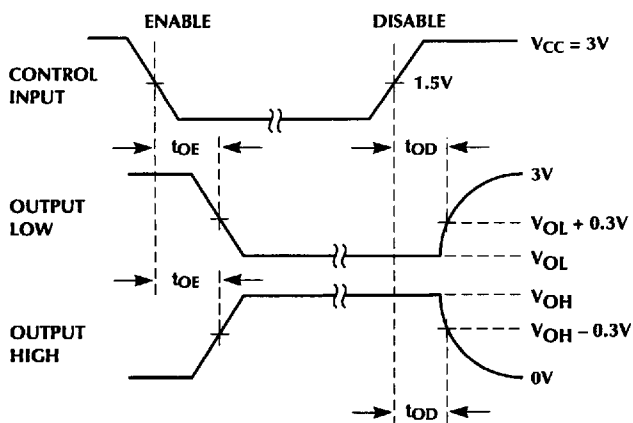 ENABLE DISABLE
VCC = 3V
CONTROL INPUT
1.5V
tOE tOD
3V
OUTPUT LOW
VOL + 0.3V
VOL
tOE
VOH
OUTPUT HIGH
VOH – 0.3V
0V
tOD